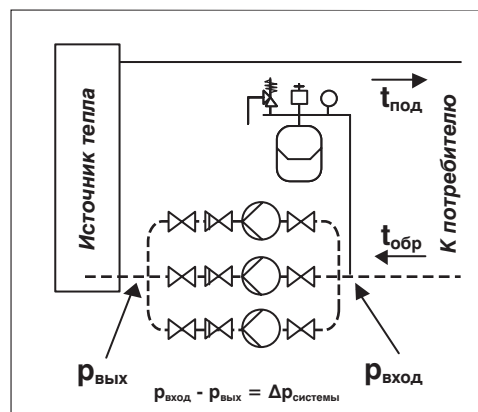 Источник тепла
tпод
К потребителю
tобр
pвых
pвход
pвход - pвых = Δpсистемы